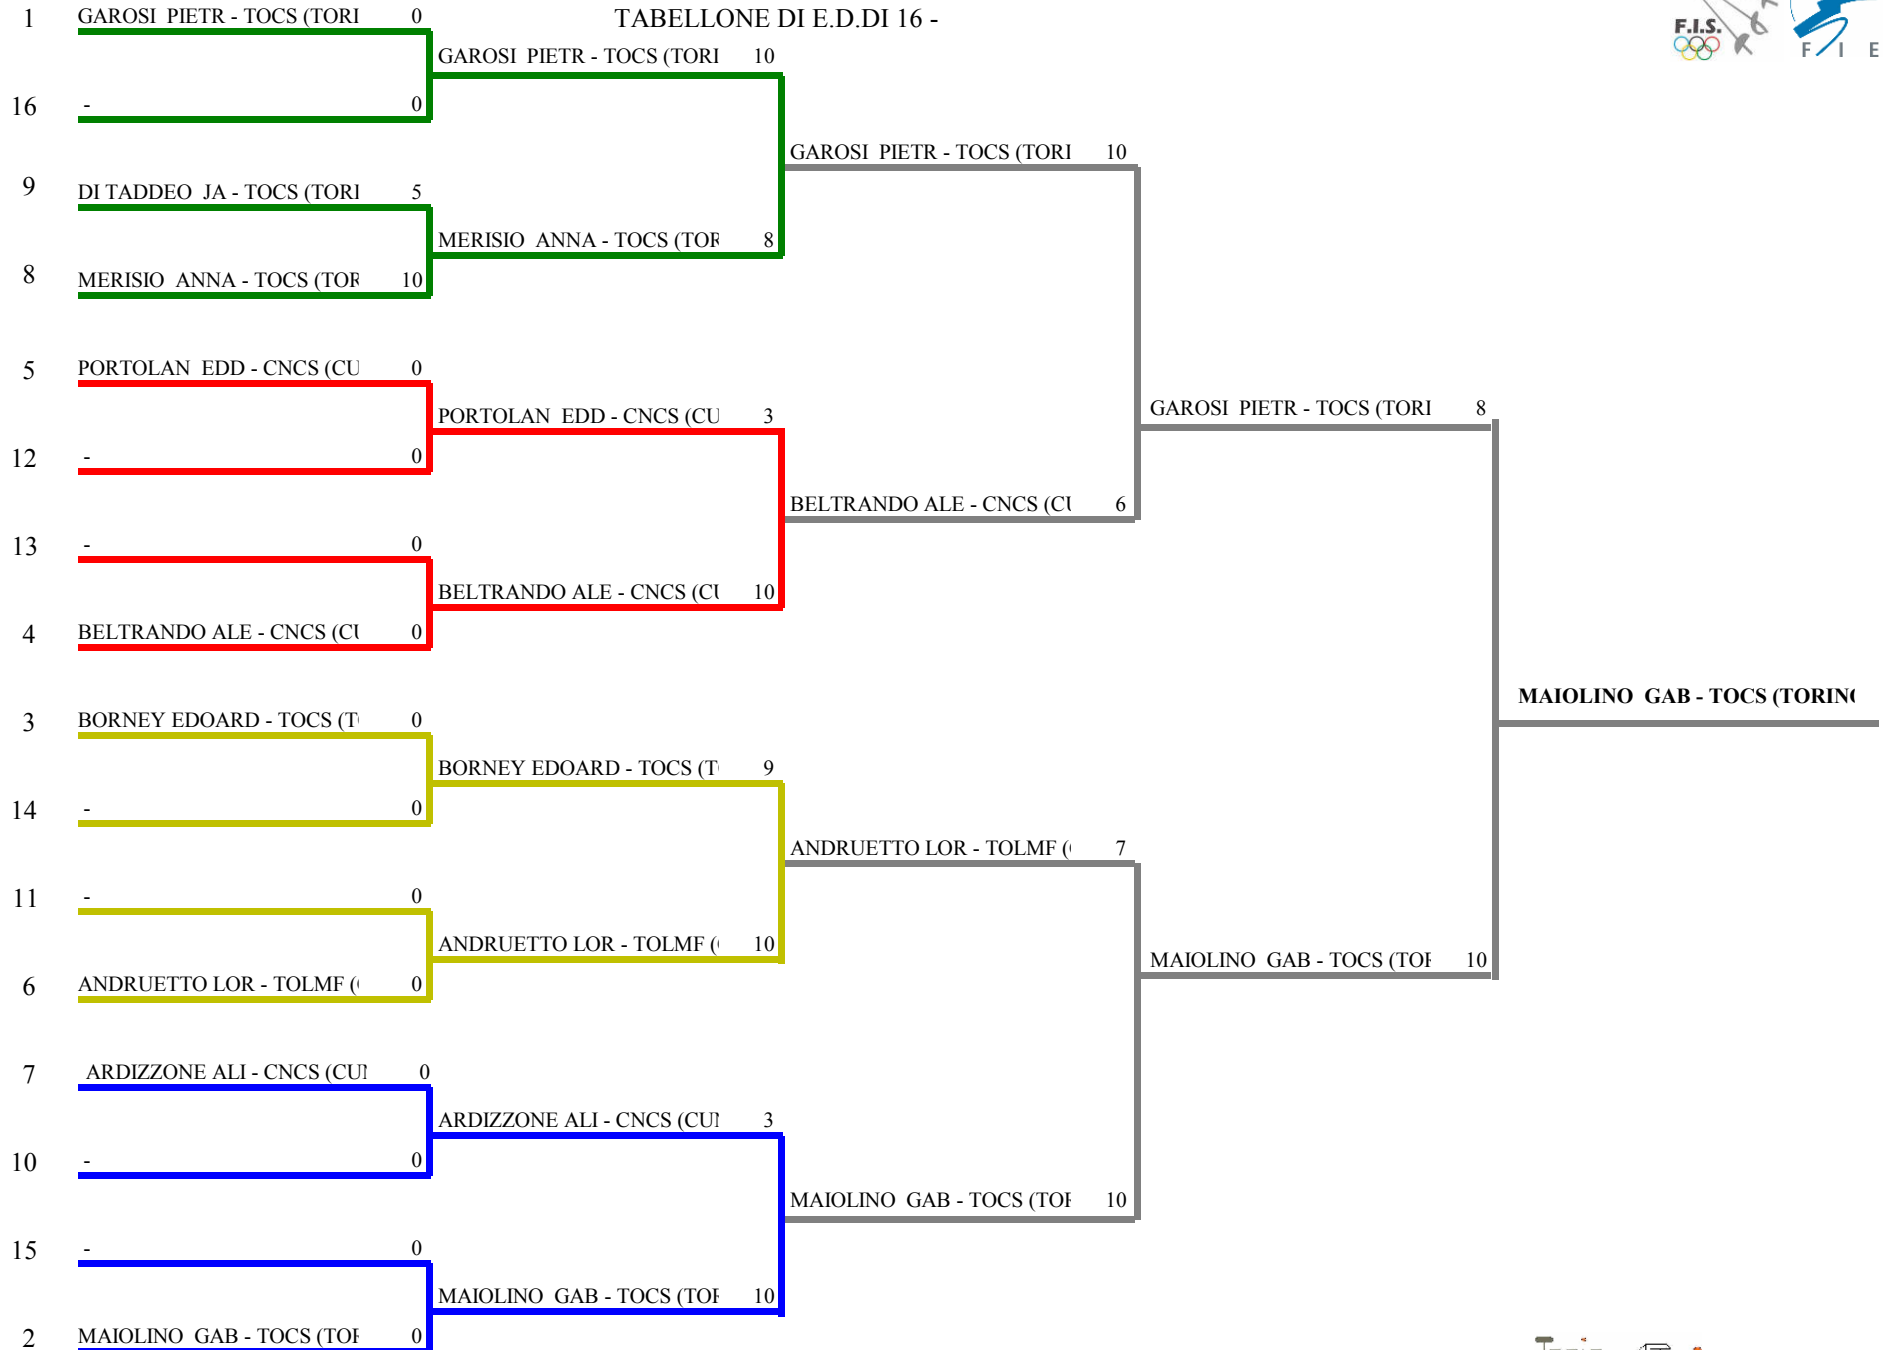 TABELLONE DI E.D.DI 16 -
F.I.S.
F I E
1 GAROSI PIETR - TOCS (TORI 0
GAROSI PIETR - TOCS (TORI 10
16 - 0
GAROSI PIETR - TOCS (TORI 10
9 DI TADDEO JA - TOCS (TORI 5
MERISIO ANNA - TOCS (TOR 8
8 MERISIO ANNA - TOCS (TOR 10
5 PORTOLAN EDD - CNCS (CU 0
GAROSI PIETR - TOCS (TORI 8
PORTOLAN EDD - CNCS (CU 3
12 - 0
BELTRANDO ALE - CNCS (CU 6
13 - 0
BELTRANDO ALE - CNCS (CU 10
4 BELTRANDO ALE - CNCS (CU 0
MAIOLINO GAB - TOCS (TORINO
3 BORNEY EDOARD - TOCS (T 0
BORNEY EDOARD - TOCS (T 9
14 - 0
ANDRUETTO LOR - TOLMF ( 7
11 - 0
ANDRUETTO LOR - TOLMF ( 10
MAIOLINO GAB - TOCS (TOR 10
6 ANDRUETTO LOR - TOLMF ( 0
7 ARDIZZONE ALI - CNCS (CUN 0
ARDIZZONE ALI - CNCS (CUN 3
10 - 0
MAIOLINO GAB - TOCS (TOR 10
15 - 0
MAIOLINO GAB - TOCS (TOR 10
2 MAIOLINO GAB - TOCS (TOR 0